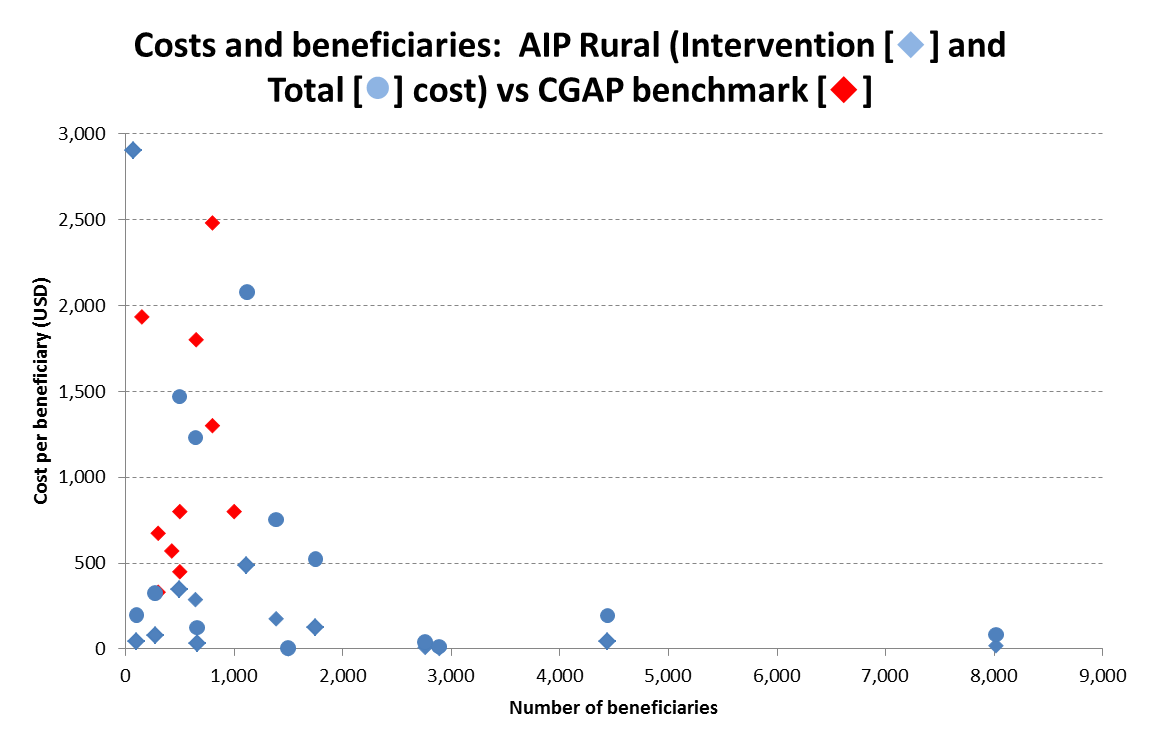 Costs and beneficiaries: AIP Rural (Intervention [◆] and
Total [●] cost) vs CGAP benchmark [◆]
3,000
2,500
2,000
1,500
1,000
500
0
Cost per beneficiary (USD)
0 1,000 2,000 3,000 4,000 5,000 6,000 7,000 8,000 9,000
Number of beneficiaries